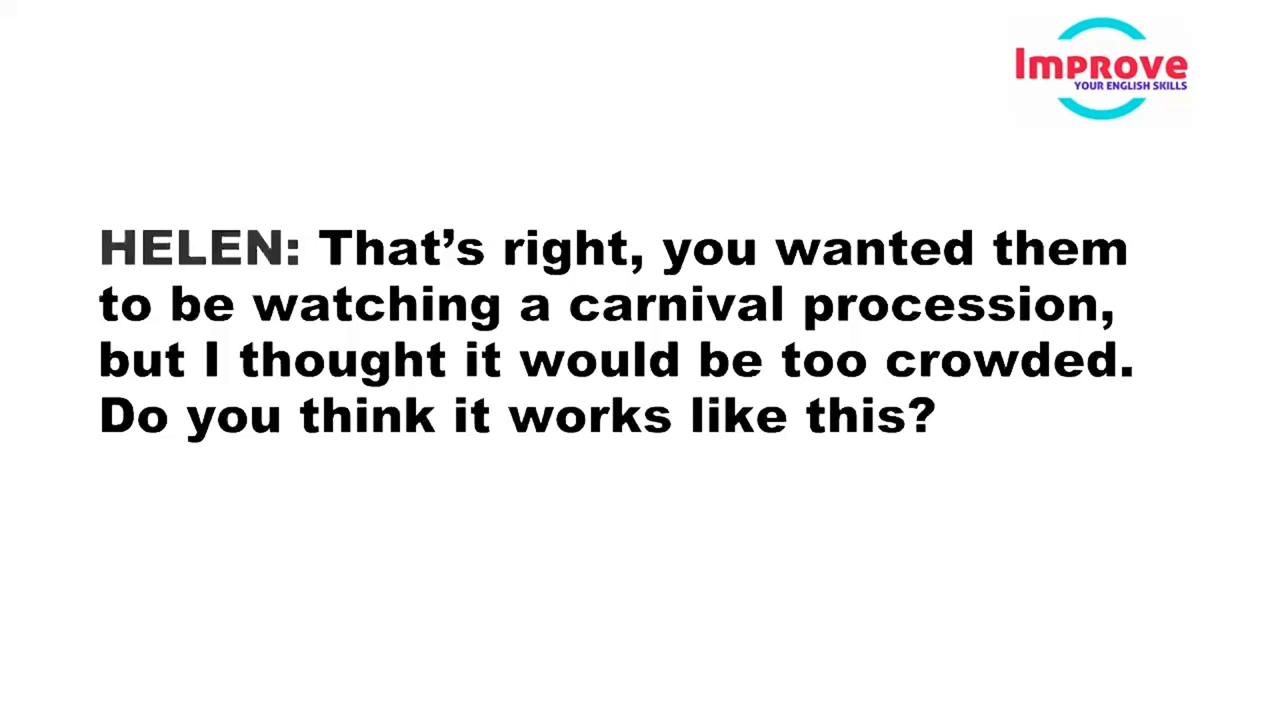 Improve
YOUR ENGLISH SKILLS
HELEN: That’s right, you wanted them
to be watching a carnival procession,
but I thought it would be too crowded.
Do you think it works like this?